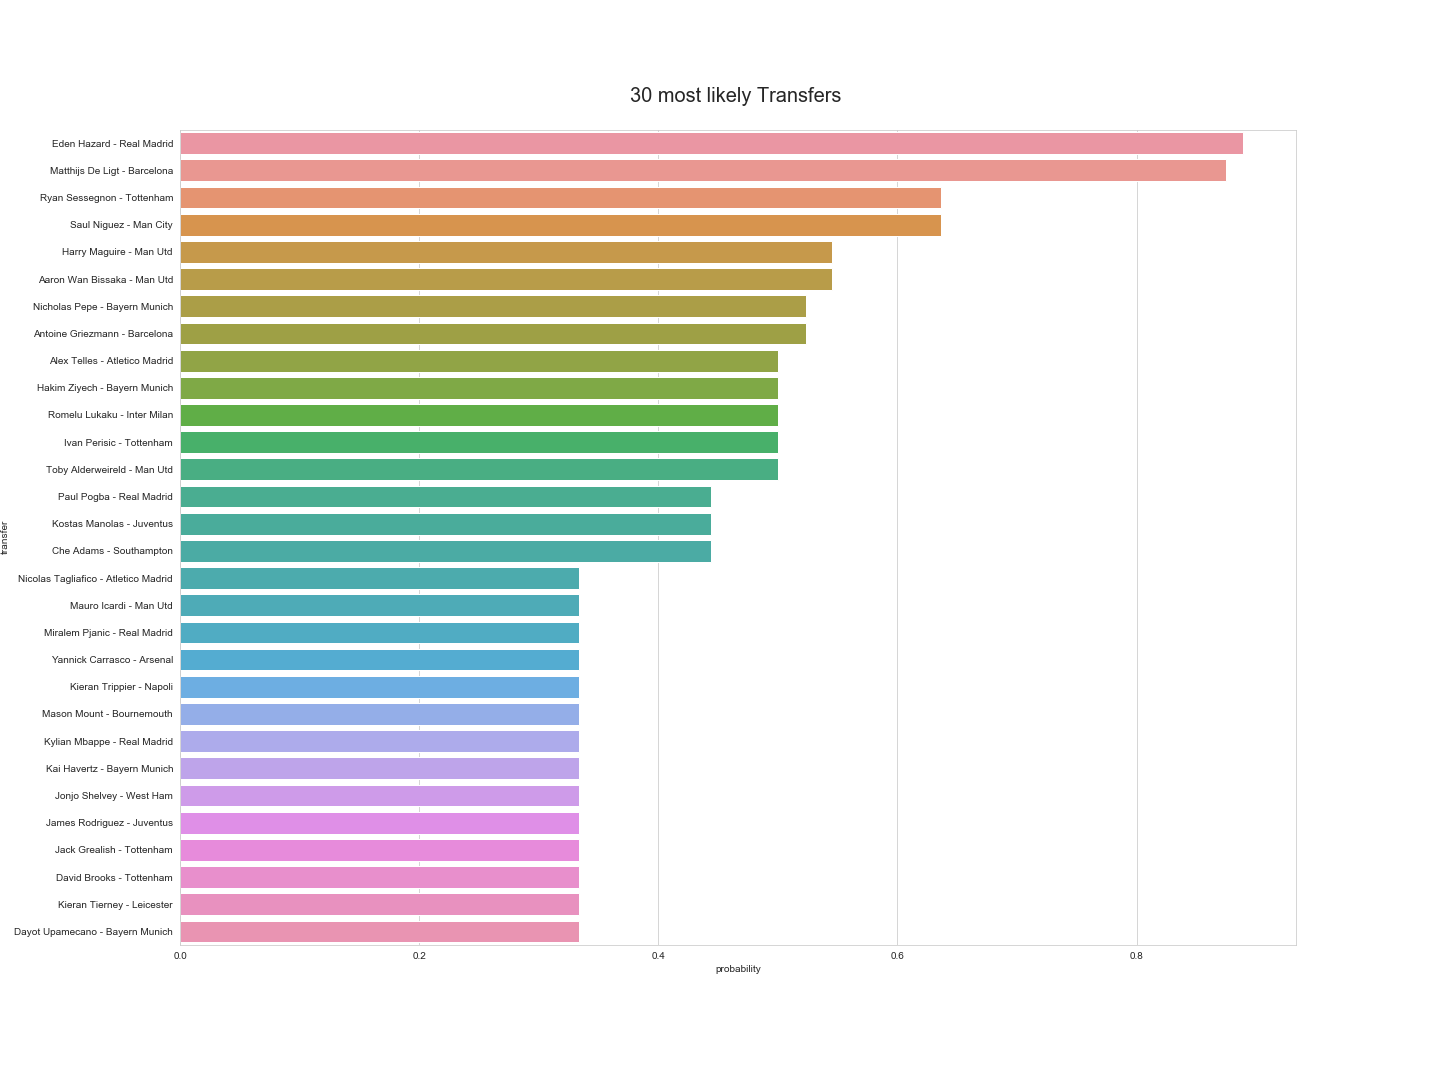 30 most likely Transfers
Eden Hazard - Real Madrid
Matthijs De Ligt - Barcelona
Ryan Sessegnon - Tottenham
Saul Niguez - Man City
Harry Maguire - Man Utd
Aaron Wan Bissaka - Man Utd
Nicholas Pepe - Bayern Munich
Antoine Griezmann - Barcelona
Alex Telles - Atletico Madrid
Hakim Ziyech - Bayern Munich
Romelu Lukaku - Inter Milan
Ivan Perisic - Tottenham
Toby Alderweireld - Man Utd
Paul Pogba - Real Madrid
Kostas Manolas - Juventus
Che Adams - Southampton
Nicolas Tagliafico - Atletico Madrid
Mauro Icardi - Man Utd
Miralem Pjanic - Real Madrid
Yannick Carrasco - Arsenal
Kieran Trippier - Napoli
Mason Mount - Bournemouth
Kylian Mbappe - Real Madrid
Kai Havertz - Bayern Munich
Jonjo Shelvey - West Ham
James Rodriguez - Juventus
Jack Grealish - Tottenham
David Brooks - Tottenham
Kieran Tierney - Leicester
Dayot Upamecano - Bayern Munich
transfer
0.0 0.2 0.4 0.6 0.8
probability